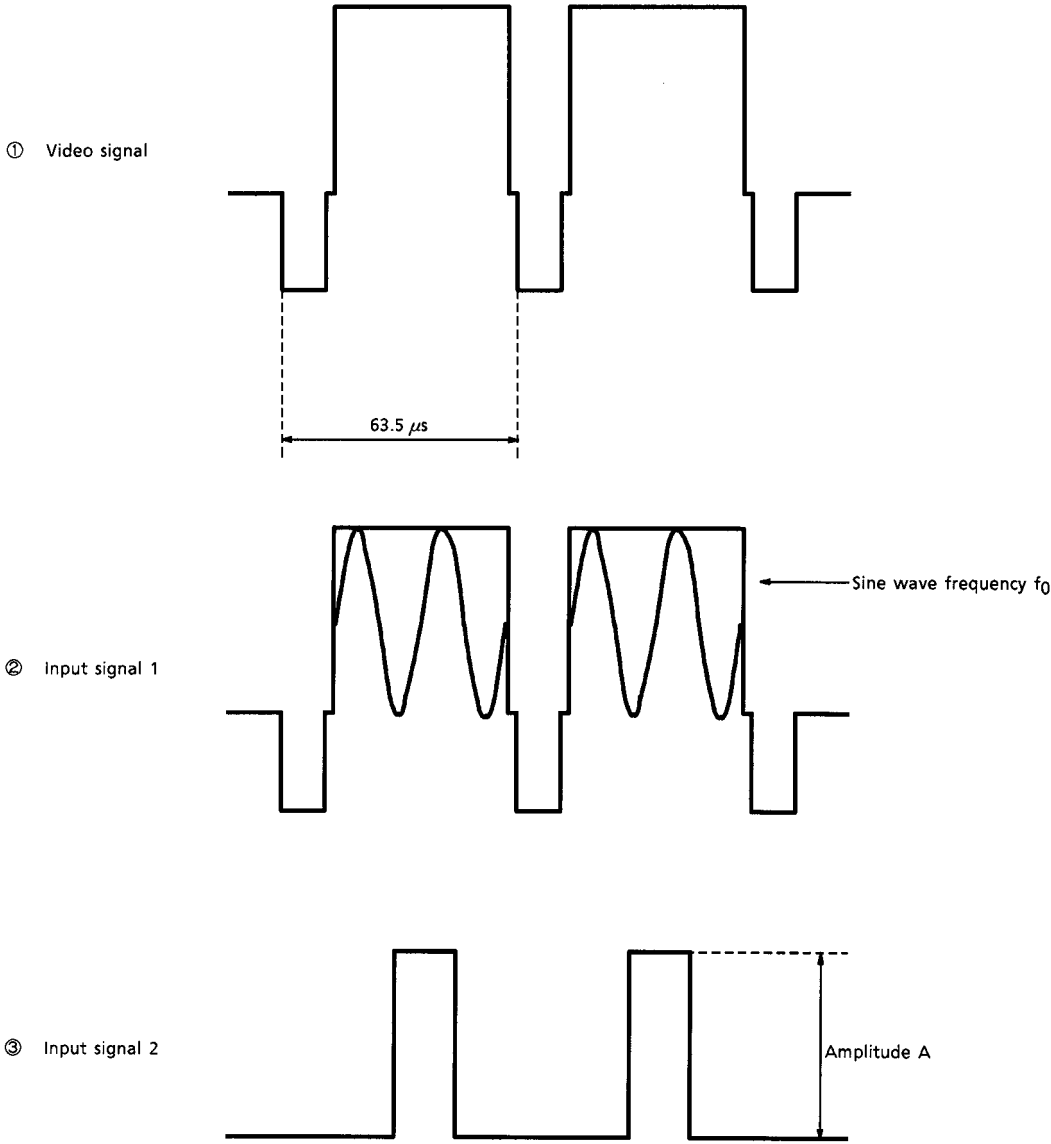 ① Video signal
63.5 μs
Sine wave frequency f0
② Input signal 1
③ Input signal 2
Amplitude A